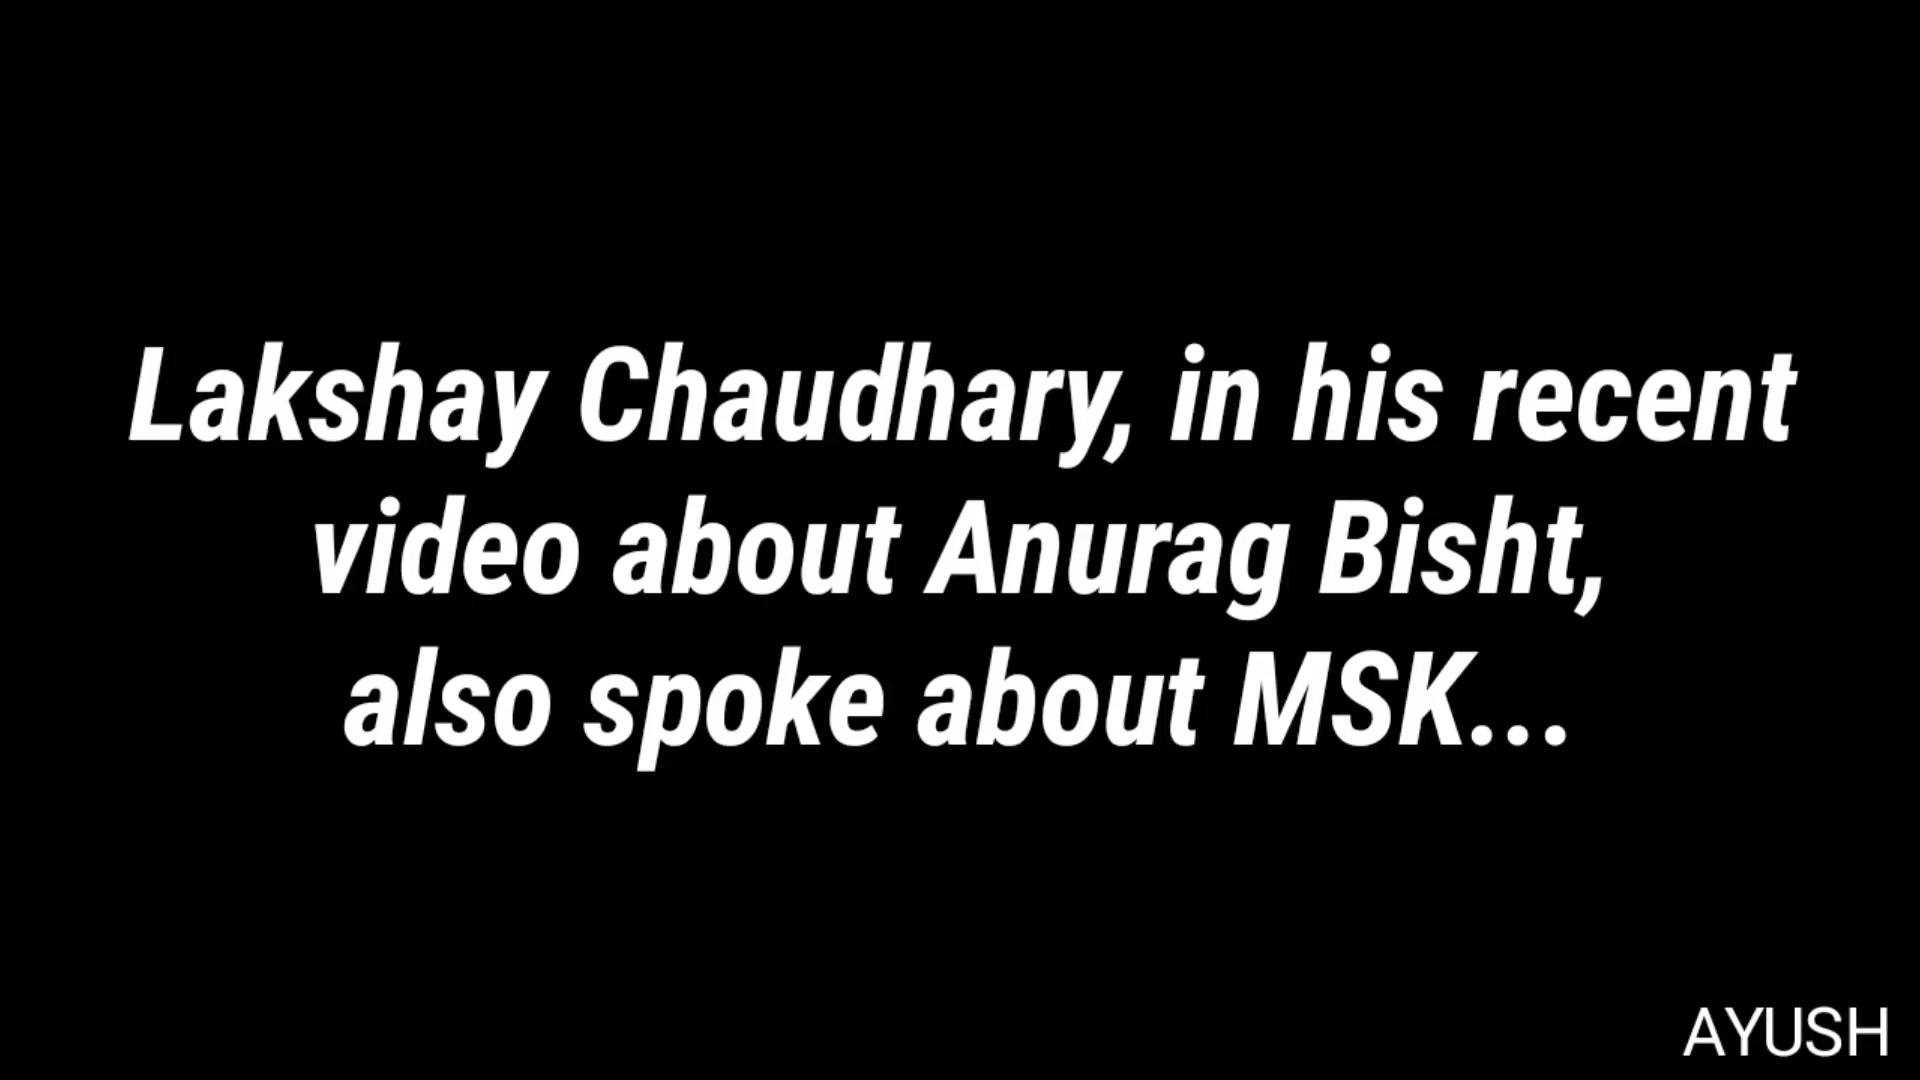 Lakshay Chaudhary, in his recent
video about Anurag Bisht,
also spoke about MSK...
AYUSH